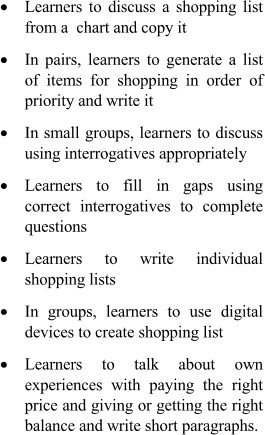 • Learners to discuss a shopping list
from a chart and copy it
• In pairs, learners to generate a list
of items for shopping in order of
priority and write it
• In small groups, learners to discuss
using interrogatives appropriately
• Learners to fill in gaps using
correct interrogatives to complete
questions
• Learners to write individual
shopping lists
• In groups, learners to use digital
devices to create shopping list
• Learners to talk about own
experiences with paying the right
price and giving or getting the right
balance and write short paragraphs.